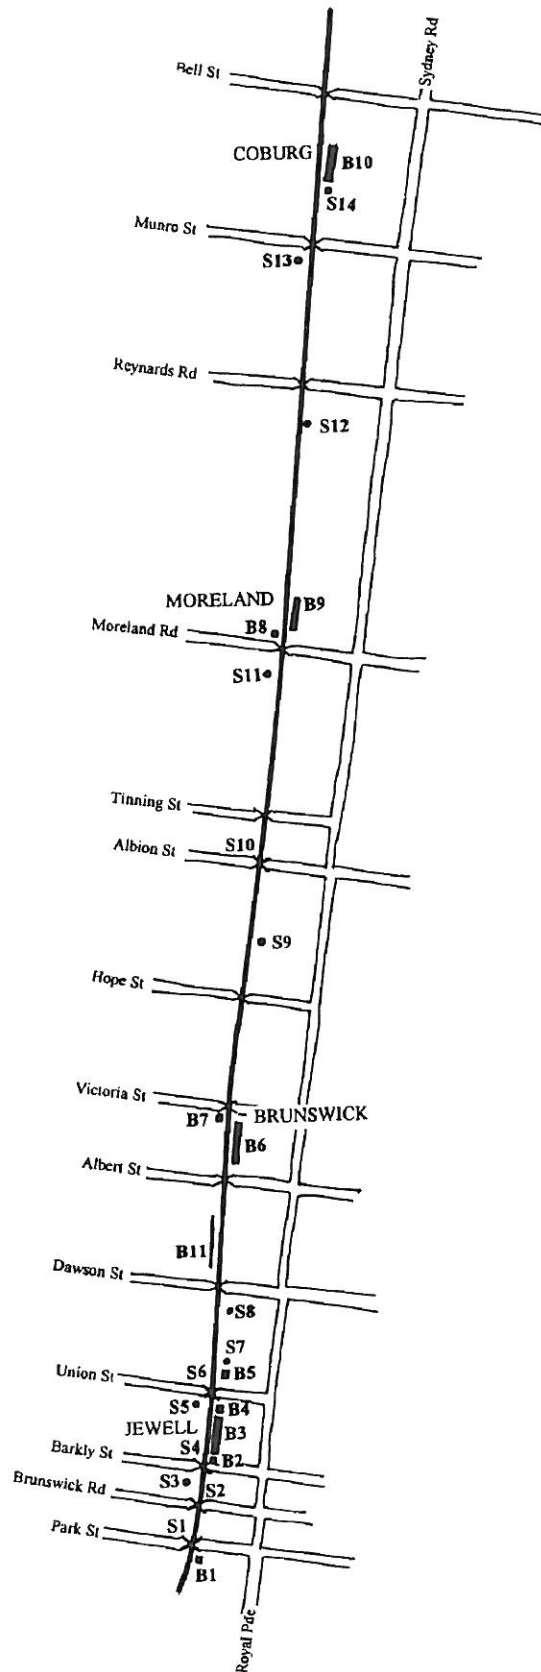 Sydney Rd
Bell St
COBURG
B10
S14
Munro St
S13
Reynards Rd
S12
MORELAND
B9
B8
Moreland Rd
S11
Tinning St
S10
Albion St
S9
Hope St
Victoria St
B7
BRUNSWICK
B6
Albert St
B11
Dawson St
S8
S7
S6
B5
Union St
S5
B4
JEWELL
B3
S4
B2
Barkly St
S3
S2
Brunswick Rd
S1
Park St
B1
Royal Pde